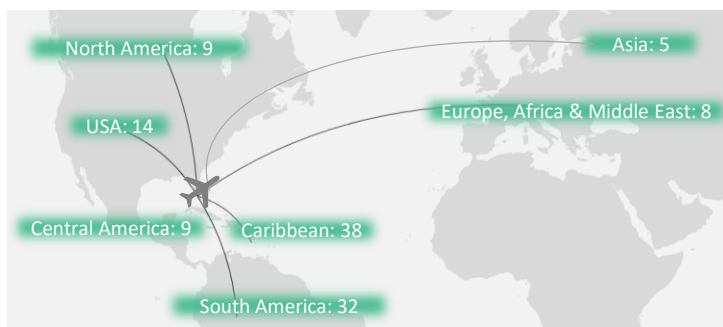 North America: 9
Asia: 5
Europe, Africa & Middle East: 8
USA: 14
Central America: 9
Caribbean: 38
South America: 32